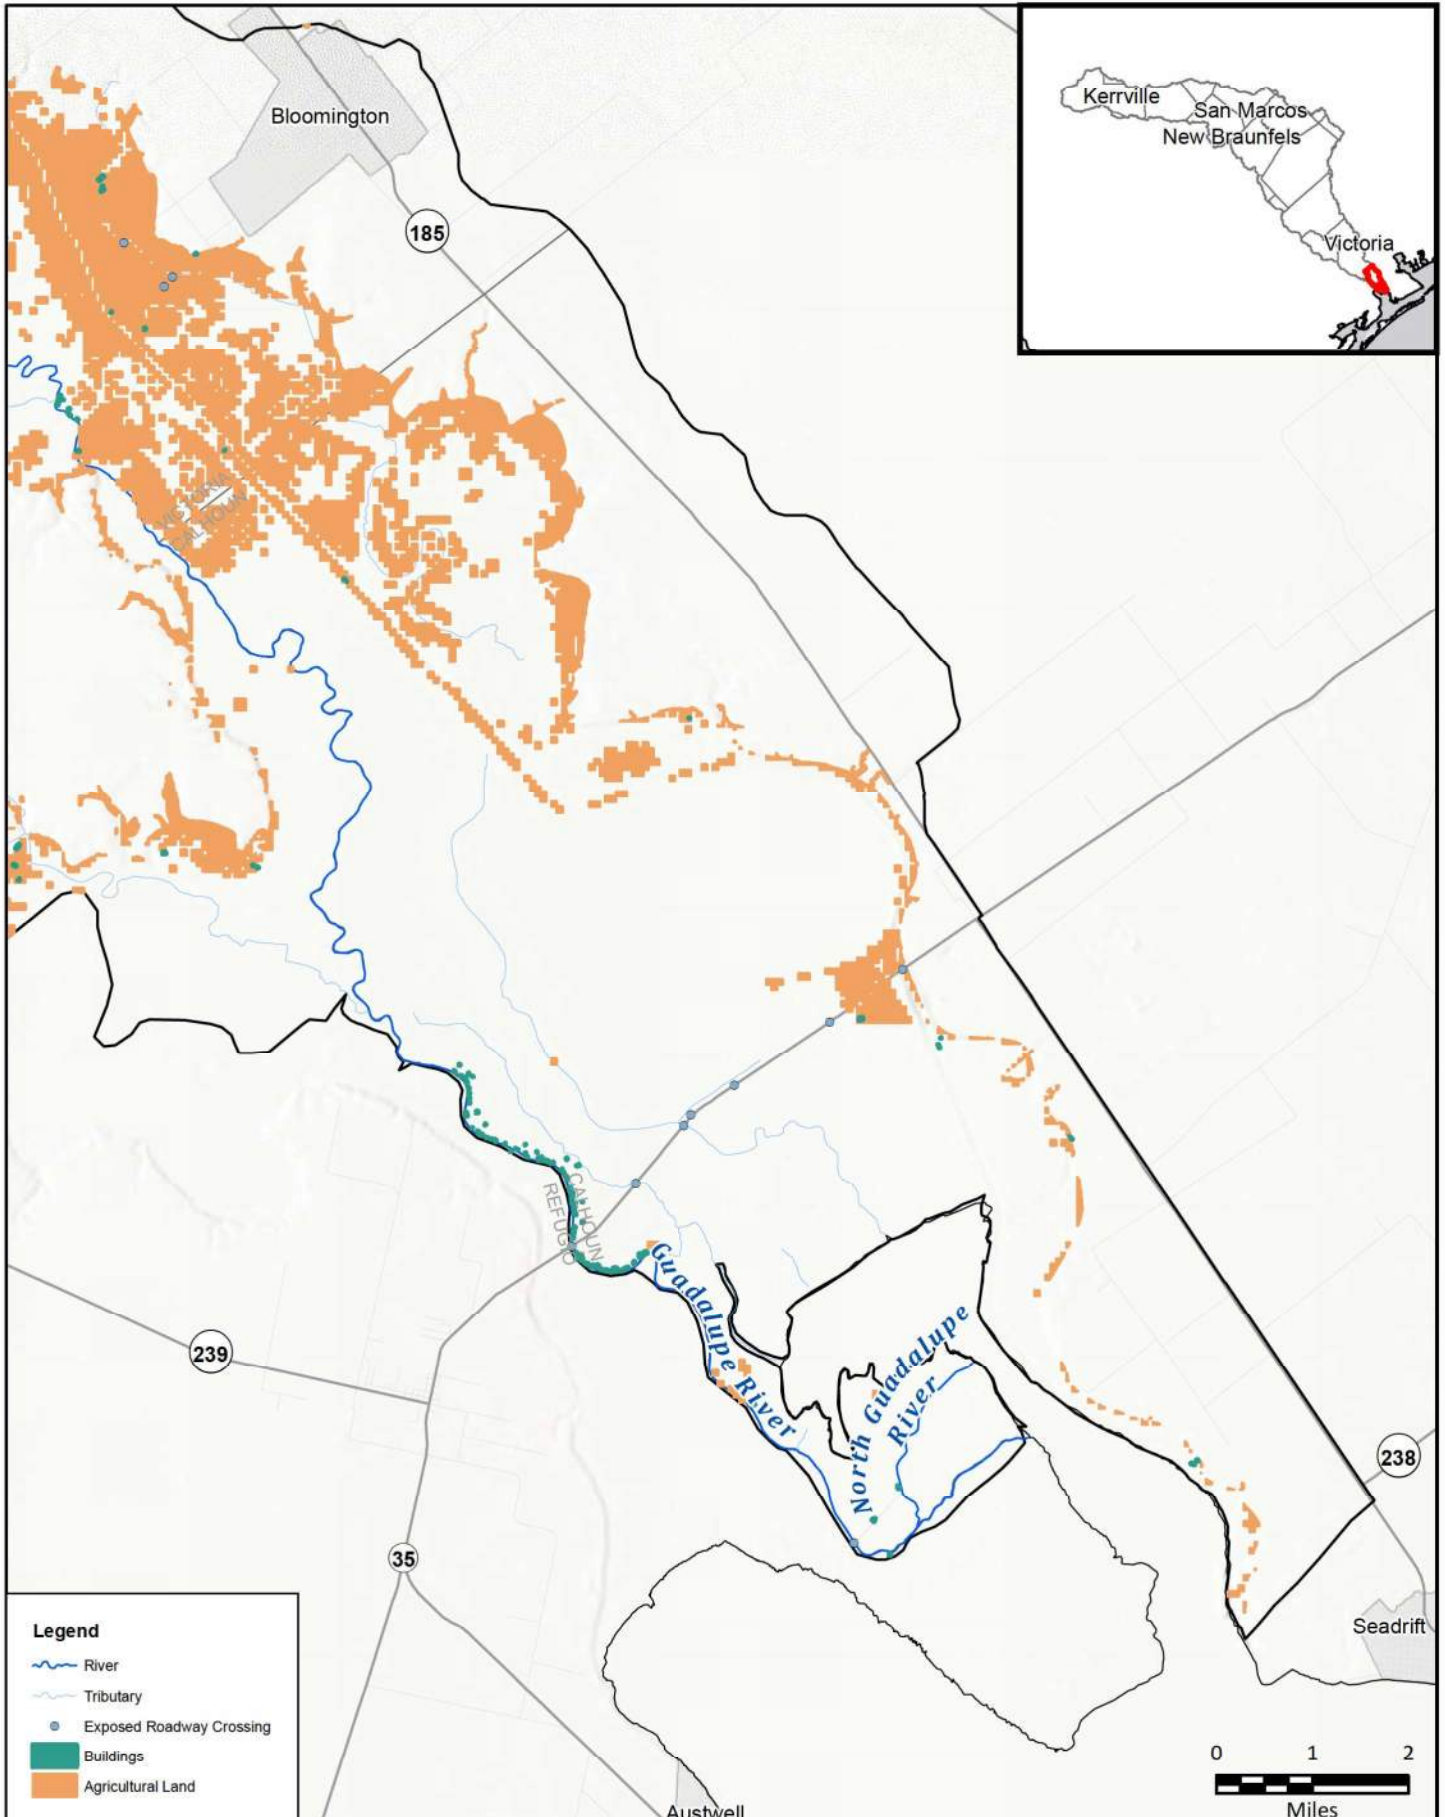 Bloomington
Kerrville
San Marcos
New Braunfels
Victoria
185
VICTORIA
CALHOUN
CALHOUN
REFUGIO
Guadalupe River
North Guadalupe
River
239
238
35
Seadrift
Austwell
Legend
River
Tributary
Exposed Roadway Crossing
Buildings
Agricultural Land
0 1 2
Miles